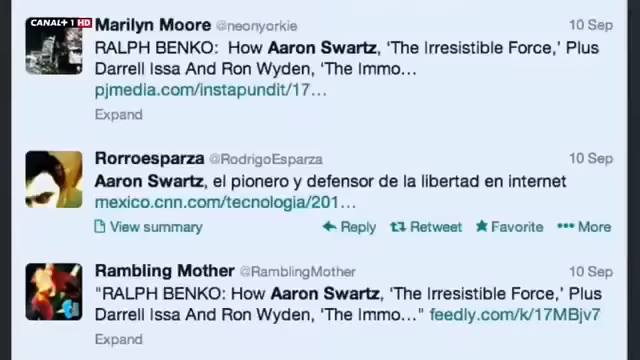 CANAL+ 1 HD
Marilyn Moore @neonyorkie 10 Sep
RALPH BENKO: How Aaron Swartz, ‘The Irresistible Force,’ Plus
Darrell Issa And Ron Wyden, ‘The Immo…
pjmedia.com/instapundit/17…
Expand
Rorroesparza @RodrigoEsparza 10 Sep
Aaron Swartz, el pionero y defensor de la libertad en internet
mexico.cnn.com/tecnologia/201…
View summary Reply Retweet Favorite More
Rambling Mother @RamblingMother 10 Sep
"RALPH BENKO: How Aaron Swartz, ‘The Irresistible Force,’ Plus
Darrell Issa And Ron Wyden, ‘The Immo…" feedly.com/k/17MBjv7
Expand